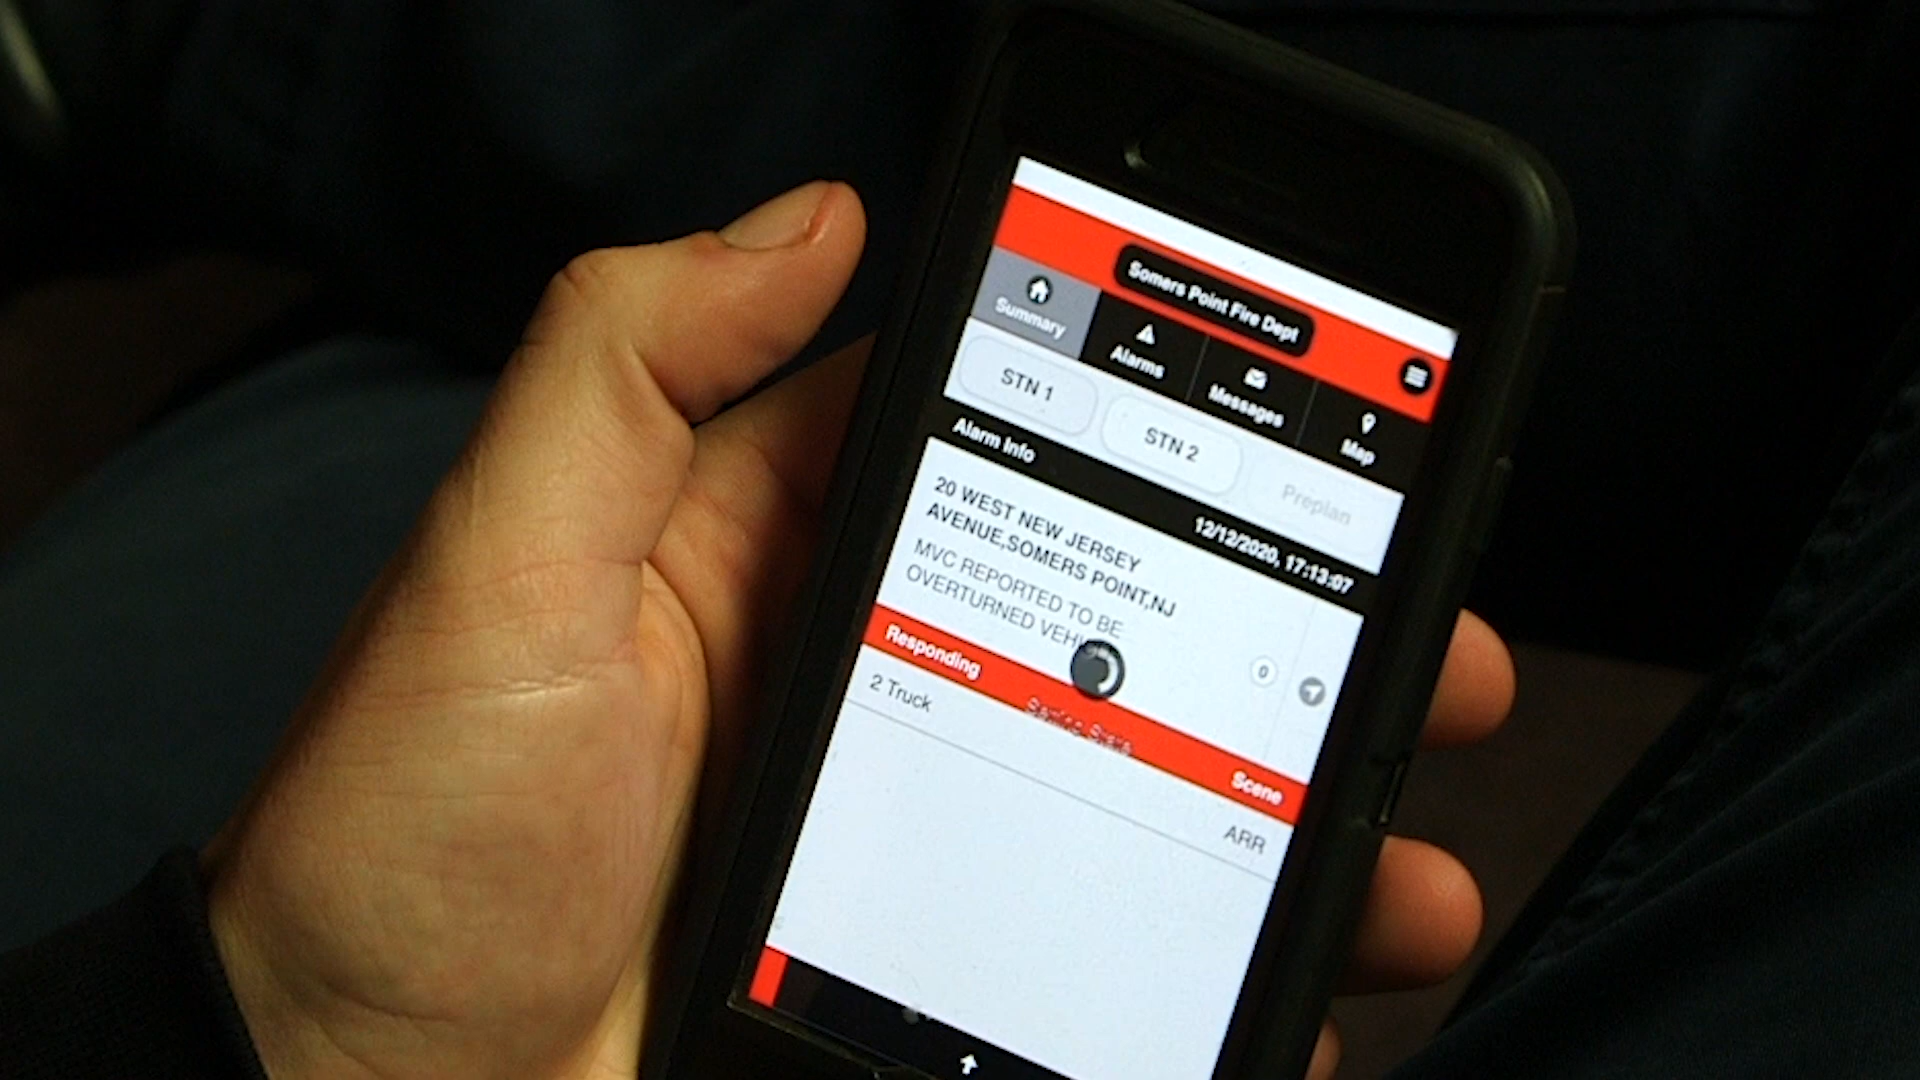 Somers Point Fire Dept
Summary
Alarms
Messages
Map
STN 1
STN 2
Preplan
Alarm Info
12/12/2020, 17:13:07
20 WEST NEW JERSEY
AVENUE,SOMERS POINT,NJ
MVC REPORTED TO BE
OVERTURNED
0
Responding
Scene
2 Truck
ARR